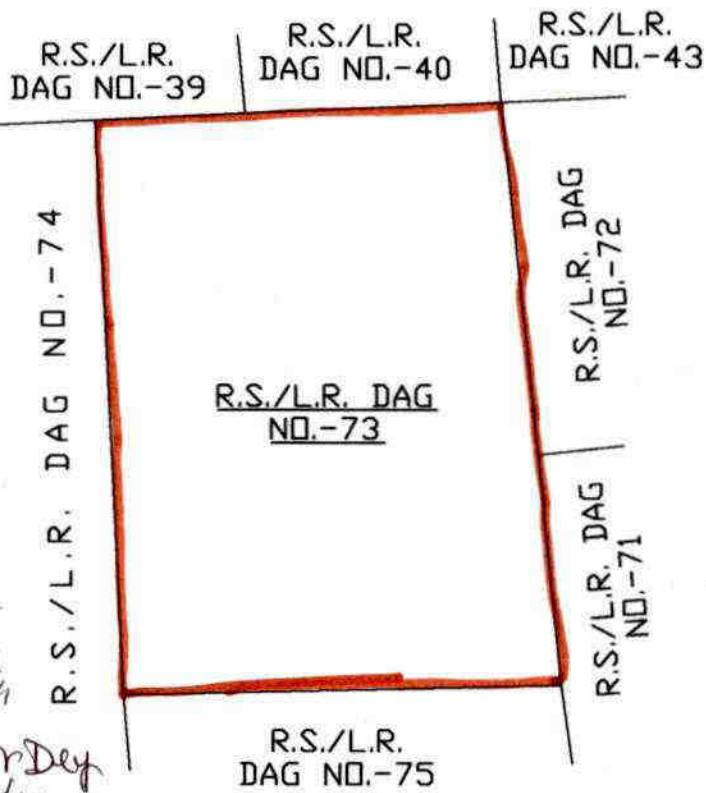 R.S./L.R.
DAG NO.-39
R.S./L.R.
DAG NO.-40
R.S./L.R.
DAG NO.-43
R.S./L.R. DAG NO.-74
R.S./L.R. DAG
NO.-73
R.S./L.R. DAG
NO.-72
R.S./L.R. DAG
NO.-71
R.S./L.R.
DAG NO.-75
Dey